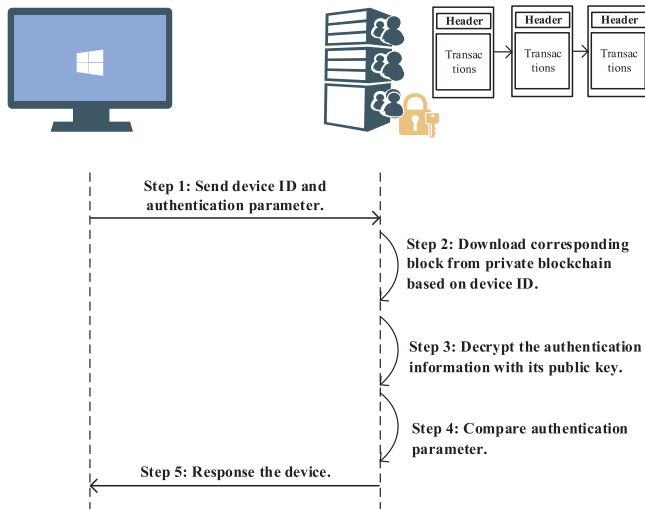 Header
Header
Header
Transac
tions
Transac
tions
Transac
tions
Step 1: Send device ID and
authentication parameter.
Step 2: Download corresponding
block from private blockchain
based on device ID.
Step 3: Decrypt the authentication
information with its public key.
Step 4: Compare authentication
parameter.
Step 5: Response the device.